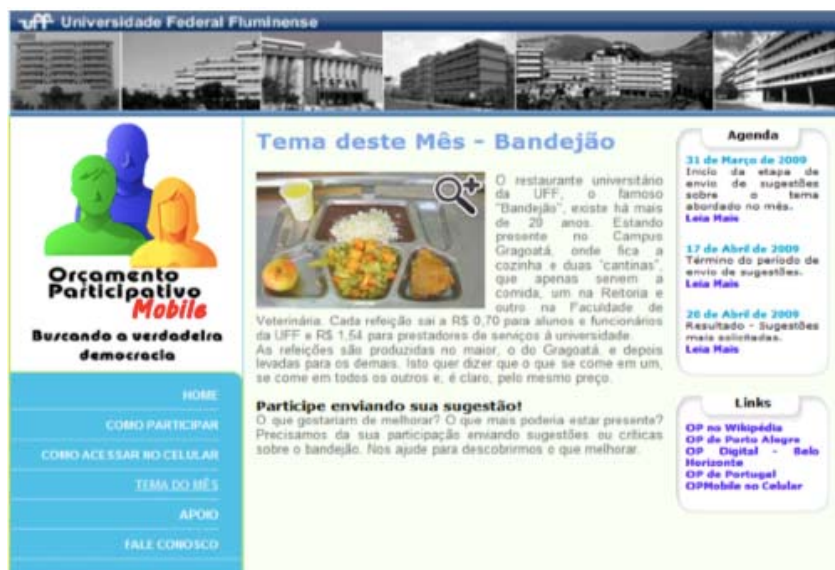 uff Universidade Federal Fluminense
Orçamento
Participativo
Mobile
Buscando a verdadeira
democracia
HOME
COMO PARTICIPAR
COMO ACESSAR NO CELULAR
TEMA DO MÊS
APOIO
FALE CONOSCO
Tema deste Mês - Bandejão
O restaurante universitário
da UFF, o famoso
"Bandejão", existe há mais
de 29 anos. Estando
presente no Campus
Gragoatá, onde fica a
cozinha e duas "cantinas",
que apenas servem a
comida, um na Reitoria e
outro na Faculdade de
Veterinária. Cada refeição sai a R$ 0,70 para alunos e funcionários
da UFF e R$ 1,54 para prestadores de serviços à universidade.
As refeições são produzidas no maior, o do Gragoatá, e depois
levadas para os demais. Isto quer dizer que o que se come em um,
se come em todos os outros e, é claro, pelo mesmo preço.
Participe enviando sua sugestão!
O que gostariam de melhorar? O que mais poderia estar presente?
Precisamos da sua participação enviando sugestões ou críticas
sobre o bandejão. Nos ajude para descobrirmos o que melhorar.
Agenda
31 de Março de 2009
Inicio da etapa de
envio de sugestões
sobre o tema
abordado no mês.
Leia Mais
17 de Abril de 2009
Término do período de
envio de sugestões.
Leia Mais
20 de Abril de 2009
Resultado - Sugestões
mais solicitadas.
Leia Mais
Links
OP no Wikipédia
OP de Porto Alegre
OP Digital - Belo
Horizonte
OP de Portugal
OPMobile no Celular